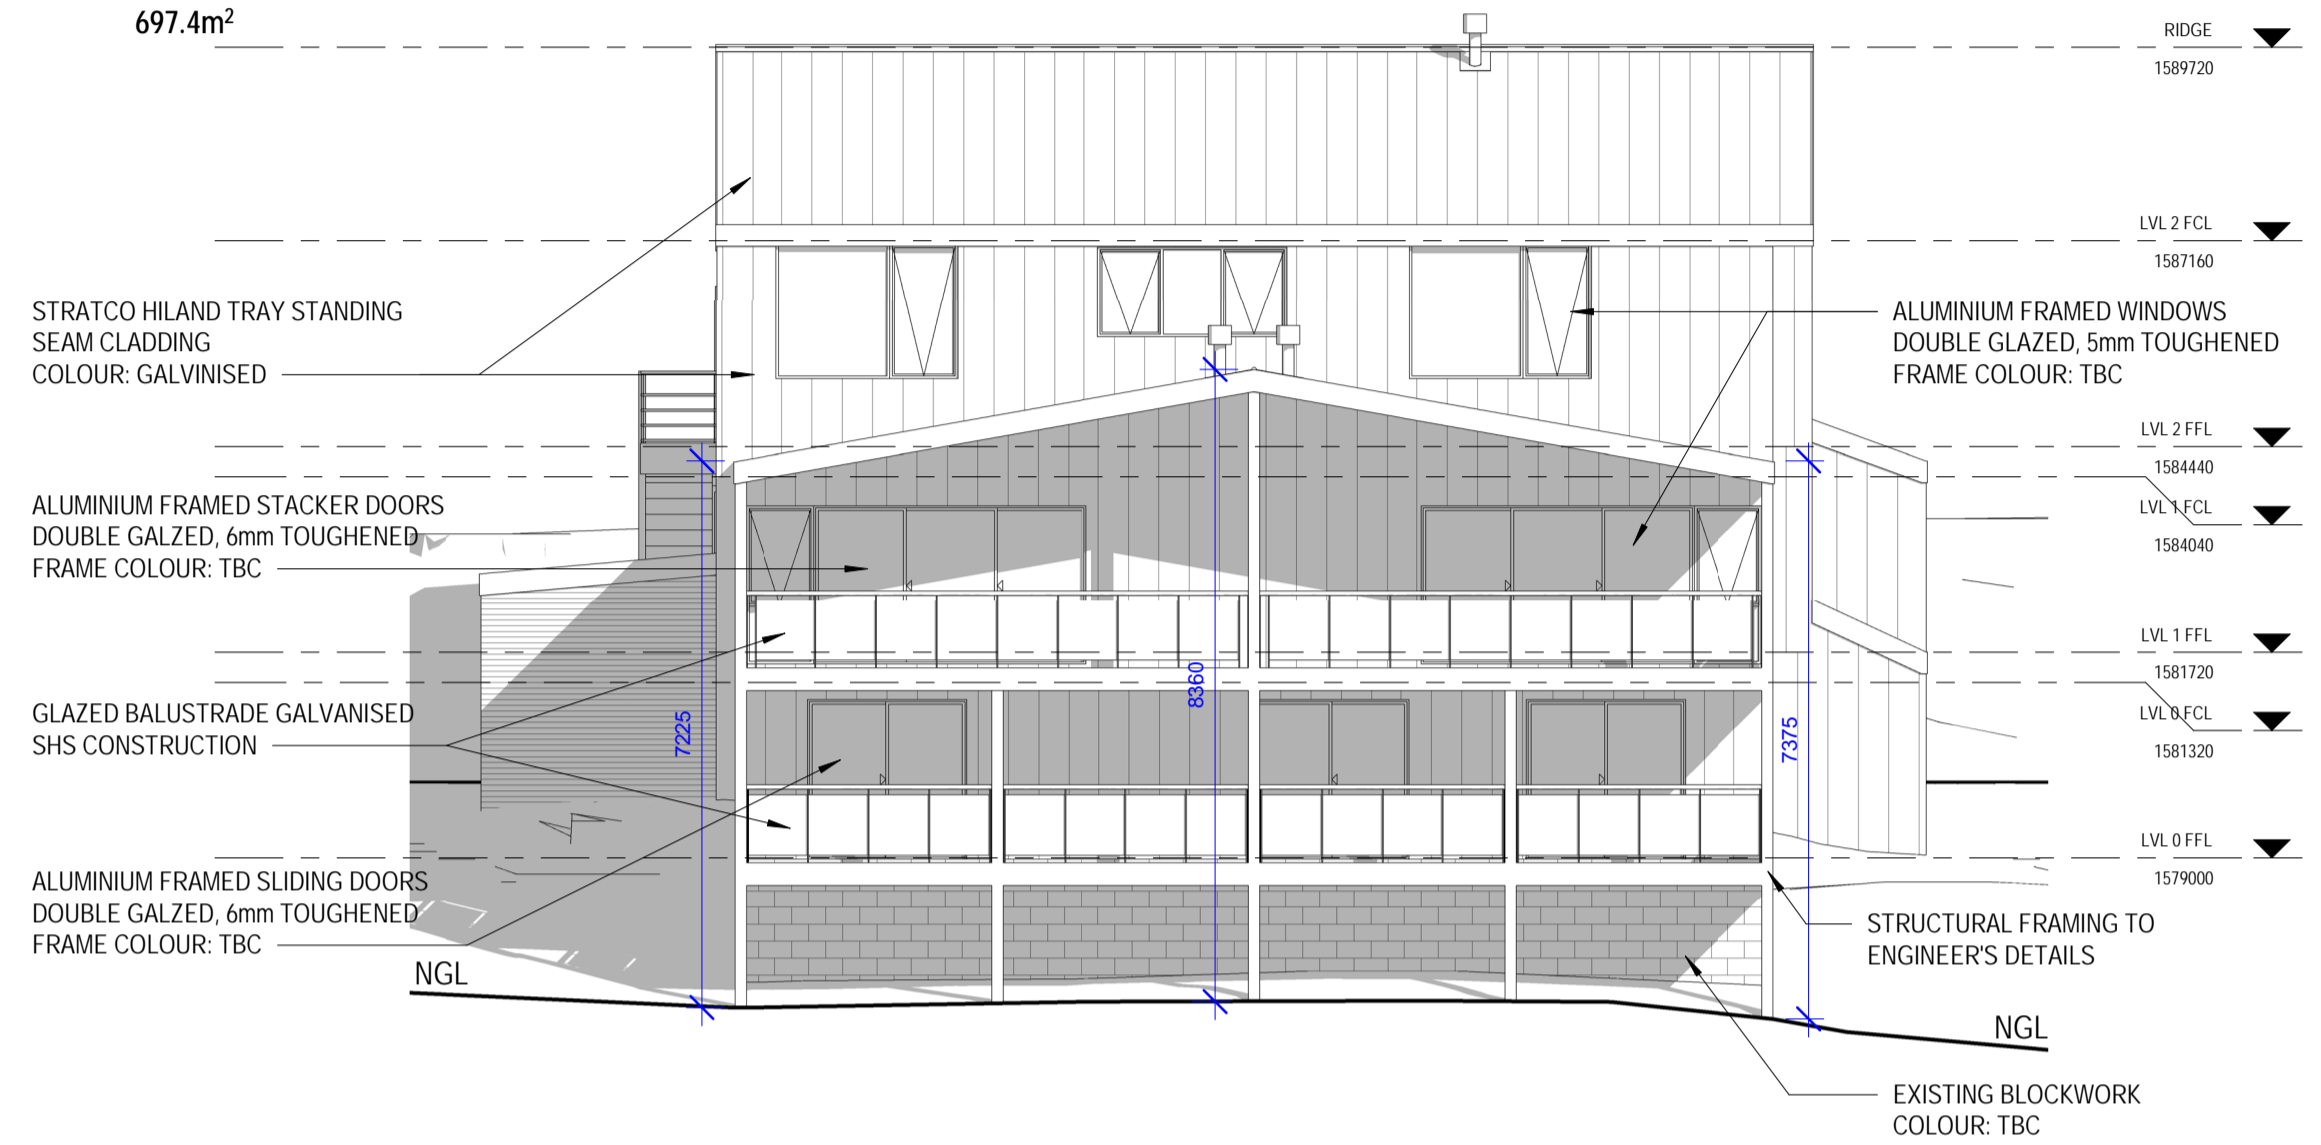 697.4m²
RIDGE
1589720
LVL 2 FCL
1587160
STRATCO HILAND TRAY STANDING
SEAM CLADDING
COLOUR: GALVINISED
ALUMINIUM FRAMED WINDOWS
DOUBLE GLAZED, 5mm TOUGHENED
FRAME COLOUR: TBC
LVL 2 FFL
1584440
ALUMINIUM FRAMED STACKER DOORS
DOUBLE GALZED, 6mm TOUGHENED
FRAME COLOUR: TBC
LVL 1 FCL
1584040
LVL 1 FFL
1581720
GLAZED BALUSTRADE GALVANISED
SHS CONSTRUCTION
7225
8360
7375
LVL 0 FCL
1581320
LVL 0 FFL
1579000
ALUMINIUM FRAMED SLIDING DOORS
DOUBLE GALZED, 6mm TOUGHENED
FRAME COLOUR: TBC
STRUCTURAL FRAMING TO
ENGINEER'S DETAILS
NGL
NGL
EXISTING BLOCKWORK
COLOUR: TBC